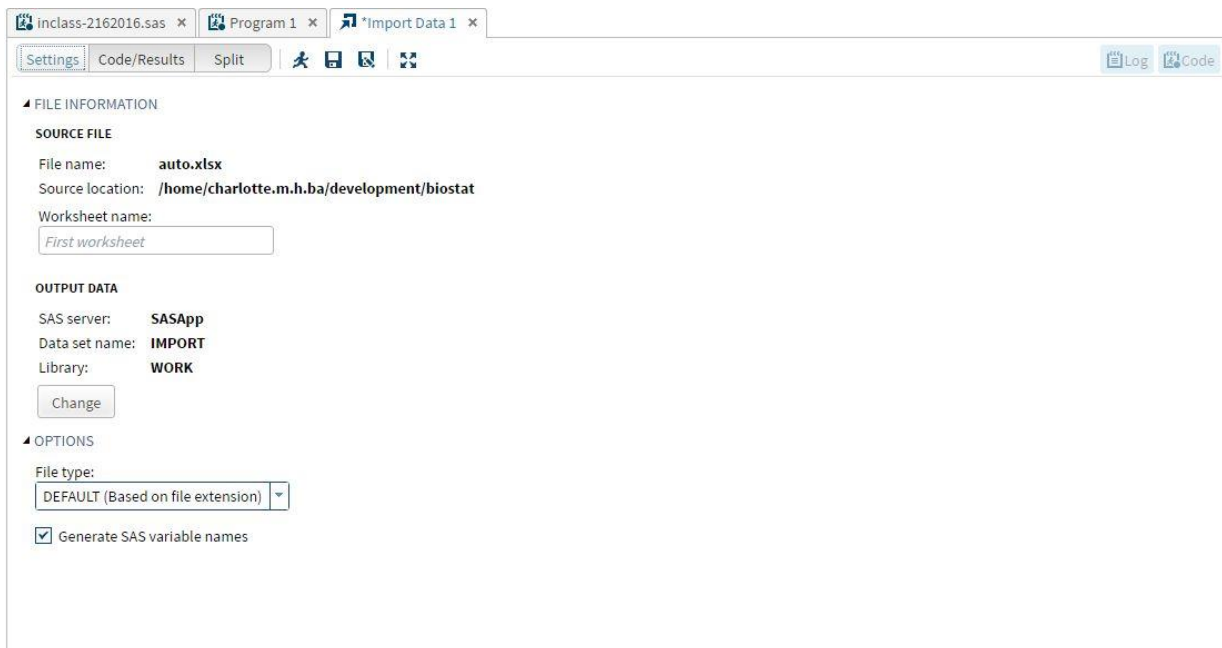 inclass-2162016.sas × Program 1 × *Import Data 1 ×
Settings Code/Results Split Log Code
FILE INFORMATION
SOURCE FILE
File name: auto.xlsx
Source location: /home/charlotte.m.h.ba/development/biostat
Worksheet name:
First worksheet
OUTPUT DATA
SAS server: SASApp
Data set name: IMPORT
Library: WORK
Change
OPTIONS
File type:
DEFAULT (Based on file extension)
Generate SAS variable names